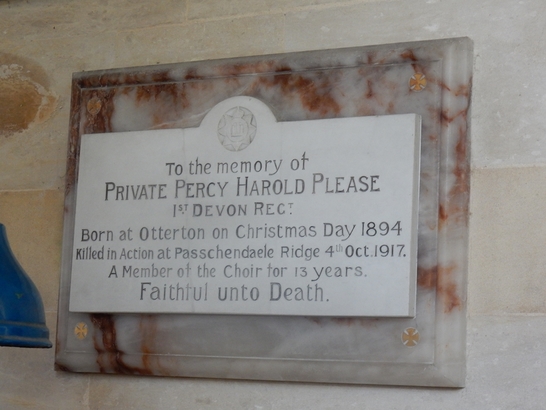 To the memory of
PRIVATE PERCY HAROLD PLEASE
1ST DEVON REGT
Born at Otterton on Christmas Day 1894
Killed in Action at Passchendaele Ridge 4th Oct. 1917.
A Member of the Choir for 13 years.
Faithful unto Death.